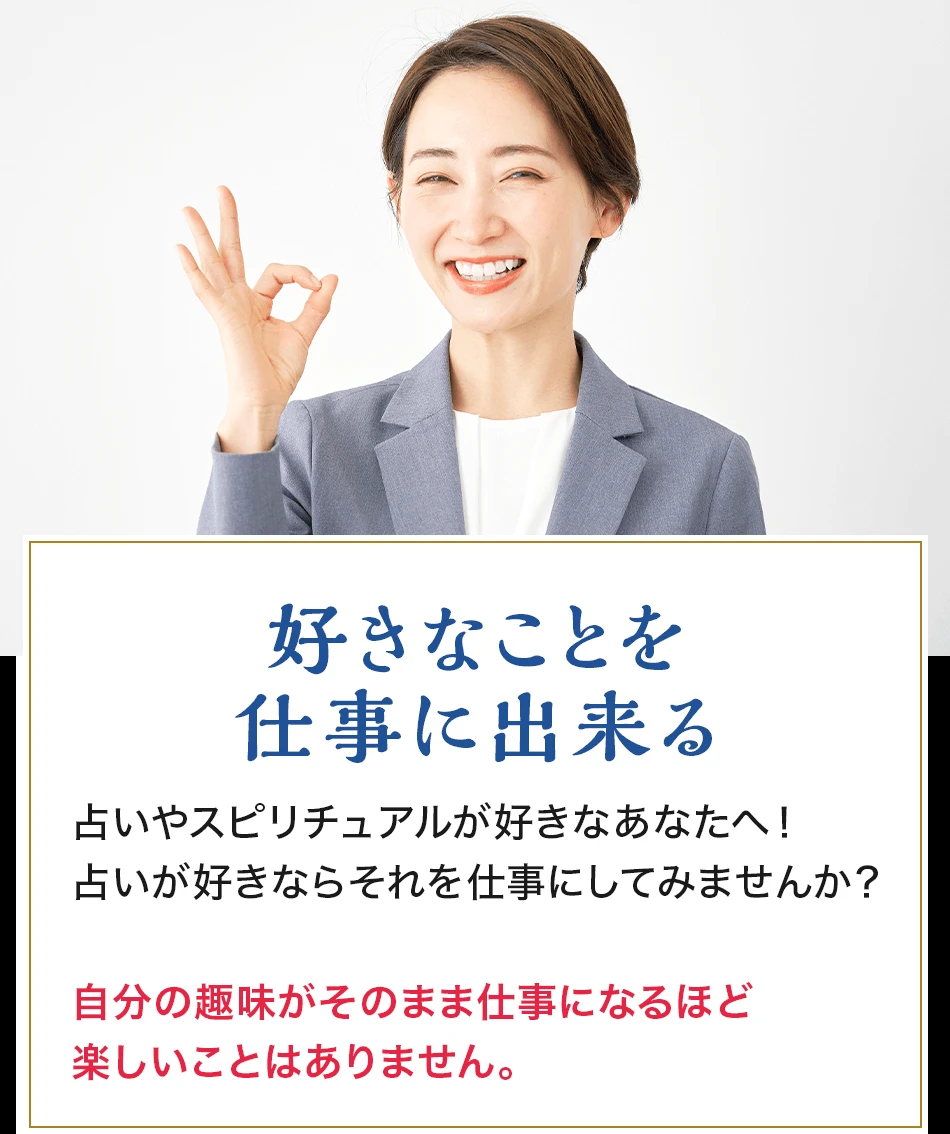 好きなことを
仕事に出来る
占いやスピリチュアルが好きなあなたへ！
占いが好きならそれを仕事にしてみませんか？
自分の趣味がそのまま仕事になるほど
楽しいことはありません。